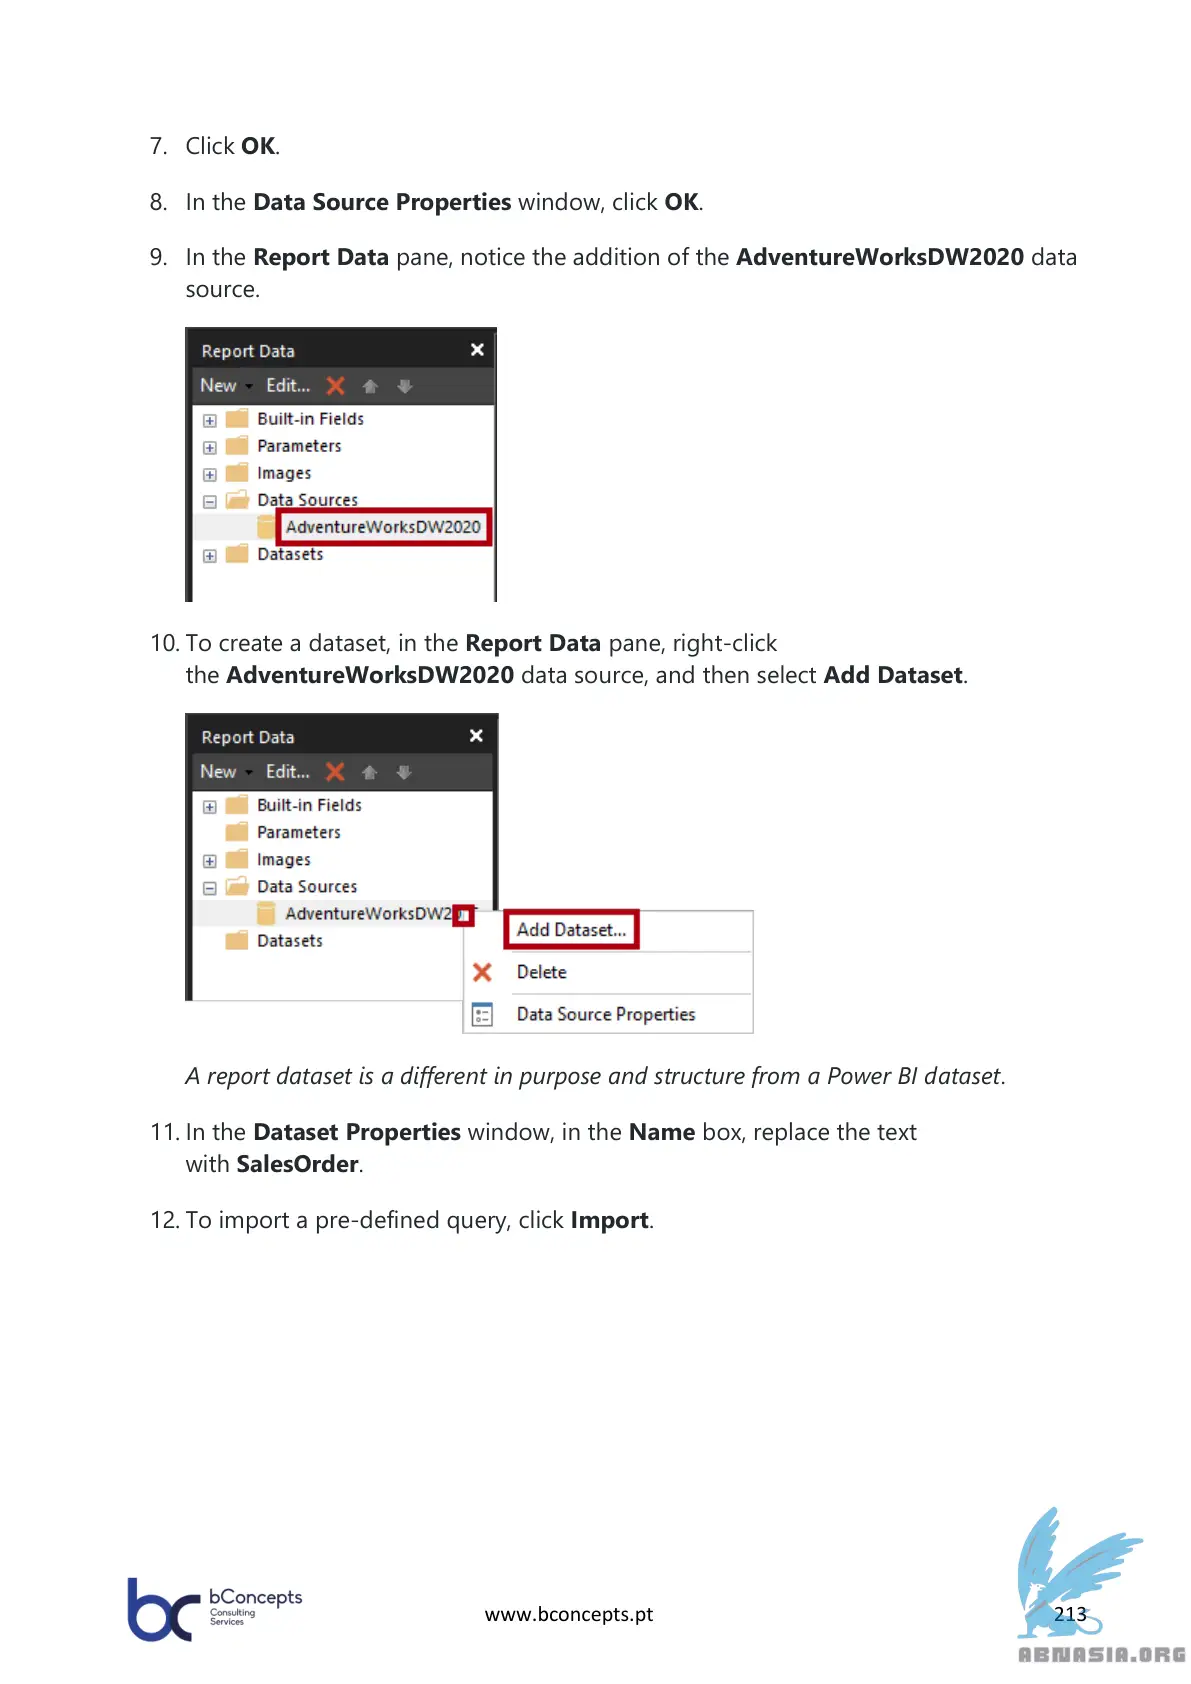 7. Click OK.
8. In the Data Source Properties window, click OK.
9. In the Report Data pane, notice the addition of the AdventureWorksDW2020 data
source.
Report Data
New Edit...
Built-in Fields
Parameters
Images
Data Sources
AdventureWorksDW2020
Datasets
10. To create a dataset, in the Report Data pane, right-click
the AdventureWorksDW2020 data source, and then select Add Dataset.
Report Data
New Edit...
Built-in Fields
Parameters
Images
Data Sources
AdventureWorksDW2
Add Dataset...
Datasets
Delete
Data Source Properties
A report dataset is a different in purpose and structure from a Power BI dataset.
11. In the Dataset Properties window, in the Name box, replace the text
with SalesOrder.
12. To import a pre-defined query, click Import.
bc bConcepts
Consulting
Services
www.bconcepts.pt
213
ABNASIA.ORG